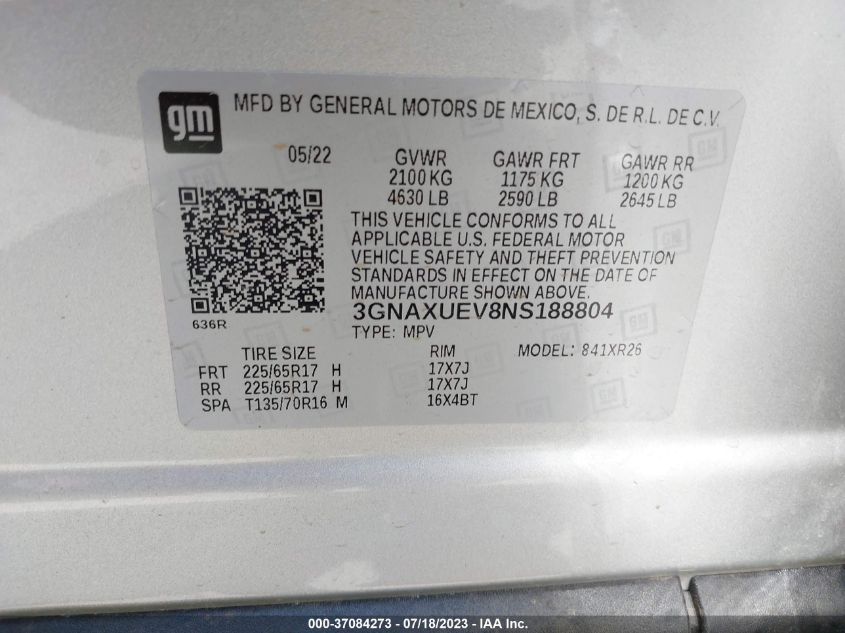 gm MFD BY GENERAL MOTORS DE MEXICO, S. DE R.L. DE C.V.
05/22 GVWR GAWR FRT GAWR RR
2100 KG 1175 KG 1200 KG
4630 LB 2590 LB 2645 LB
THIS VEHICLE CONFORMS TO ALL
APPLICABLE U.S. FEDERAL MOTOR
VEHICLE SAFETY AND THEFT PREVENTION
STANDARDS IN EFFECT ON THE DATE OF
MANUFACTURE SHOWN ABOVE.
3GNAXUEV8NS188804
636R TYPE: MPV
TIRE SIZE RIM MODEL: 841XR26
FRT 225/65R17 H 17X7J
RR 225/65R17 H 17X7J
SPA T135/70R16 M 16X4BT
000-37084273 - 07/18/2023 - IAA Inc.